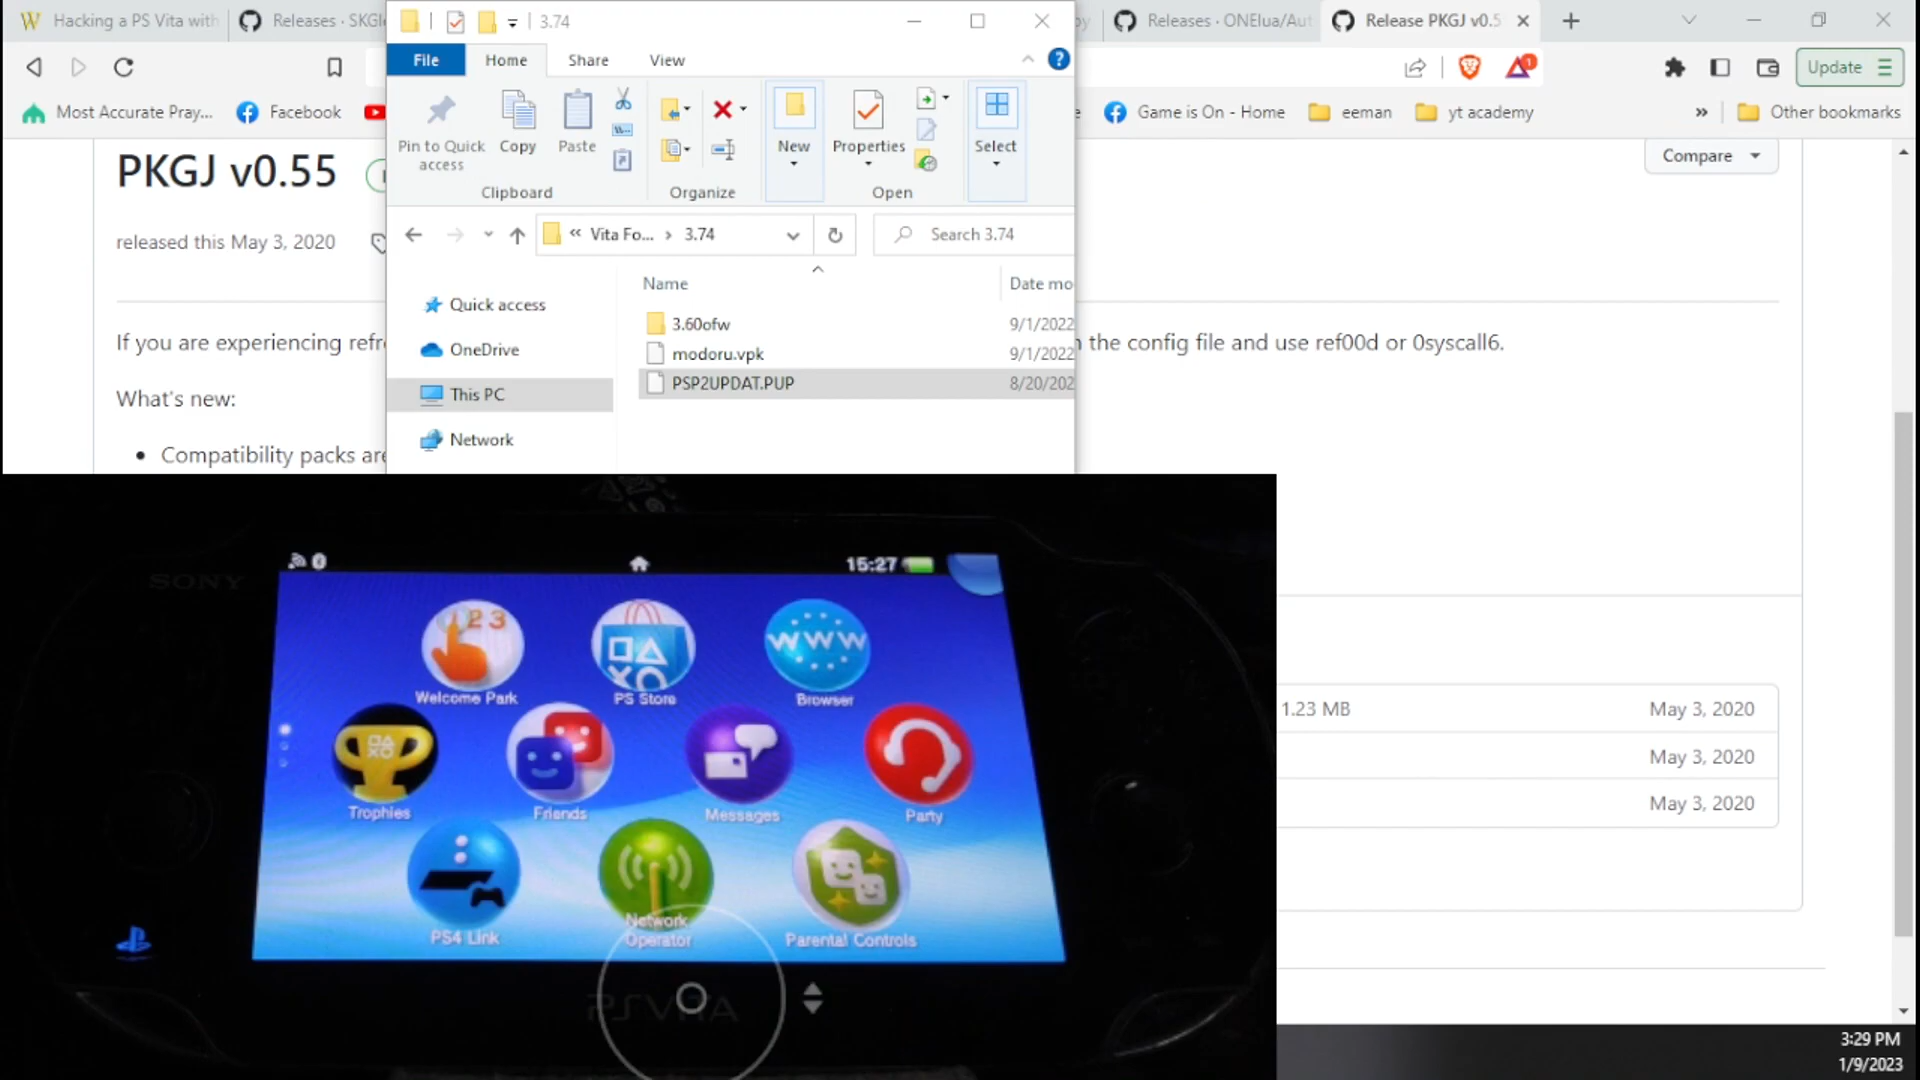 Hacking a PS Vita with
Releases · SKGle
3.74
by
Releases · ONElua/Aut
Release PKGJ v0.5
File
Home
Share
View
1
Update
Most Accurate Pray...
Facebook
e
Game is On - Home
eeman
yt academy
»
Other bookmarks
Pin to Quick access
Copy
Paste
New
Properties
Select
Clipboard
Organize
Open
PKGJ v0.55
Compare
released this May 3, 2020
« Vita Fo... › 3.74
Search 3.74
Name
Date mo
Quick access
3.60ofw
9/1/2022
If you are experiencing refr
n the config file and use ref00d or 0syscall6.
OneDrive
modoru.vpk
9/1/2022
This PC
PSP2UPDAT.PUP
8/20/202
What's new:
Network
• Compatibility packs are
SONY
15:27
123
WWW
Welcome Park
PS Store
Browser
Trophies
Friends
Messages
Party
PS4 Link
Network Operator
Parental Controls
PSVITA
1.23 MB
May 3, 2020
May 3, 2020
May 3, 2020
3:29 PM
1/9/2023